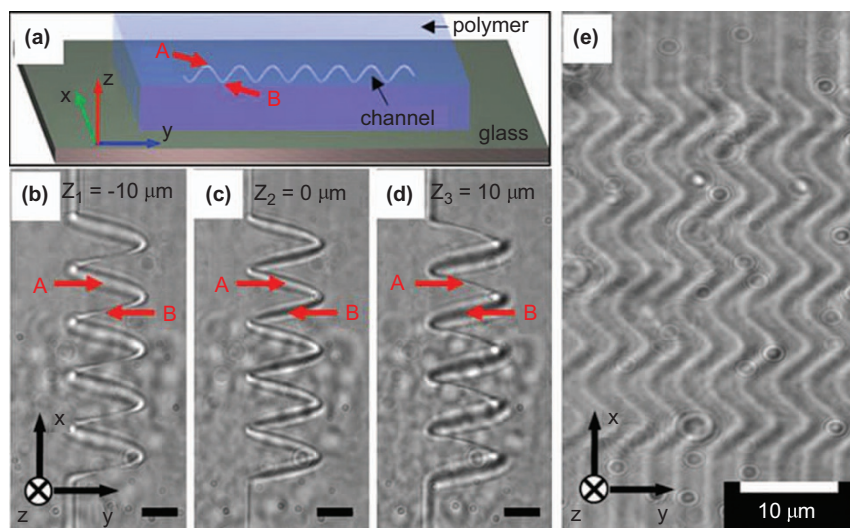 (a)
polymer
A
B
z
x
y
channel
glass
(b)
Z1 = -10 μm
A
B
x
z
y
(c)
Z2 = 0 μm
A
B
(d)
Z3 = 10 μm
A
B
(e)
x
z
y
10 μm